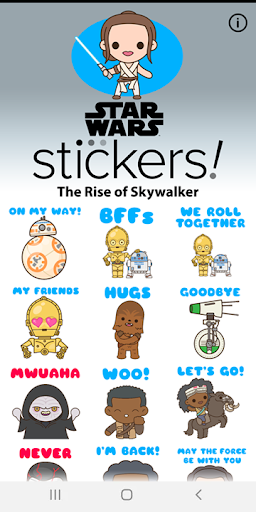 STAR
WARS
stickers!
The Rise of Skywalker
ON MY WAY!
BFFs
WE ROLL
TOGETHER
MY FRIENDS
HUGS
GOODBYE
MWUAHA
WOO!
LET'S GO!
NEVER
I'M BACK!
MAY THE FORCE
BE WITH YOU